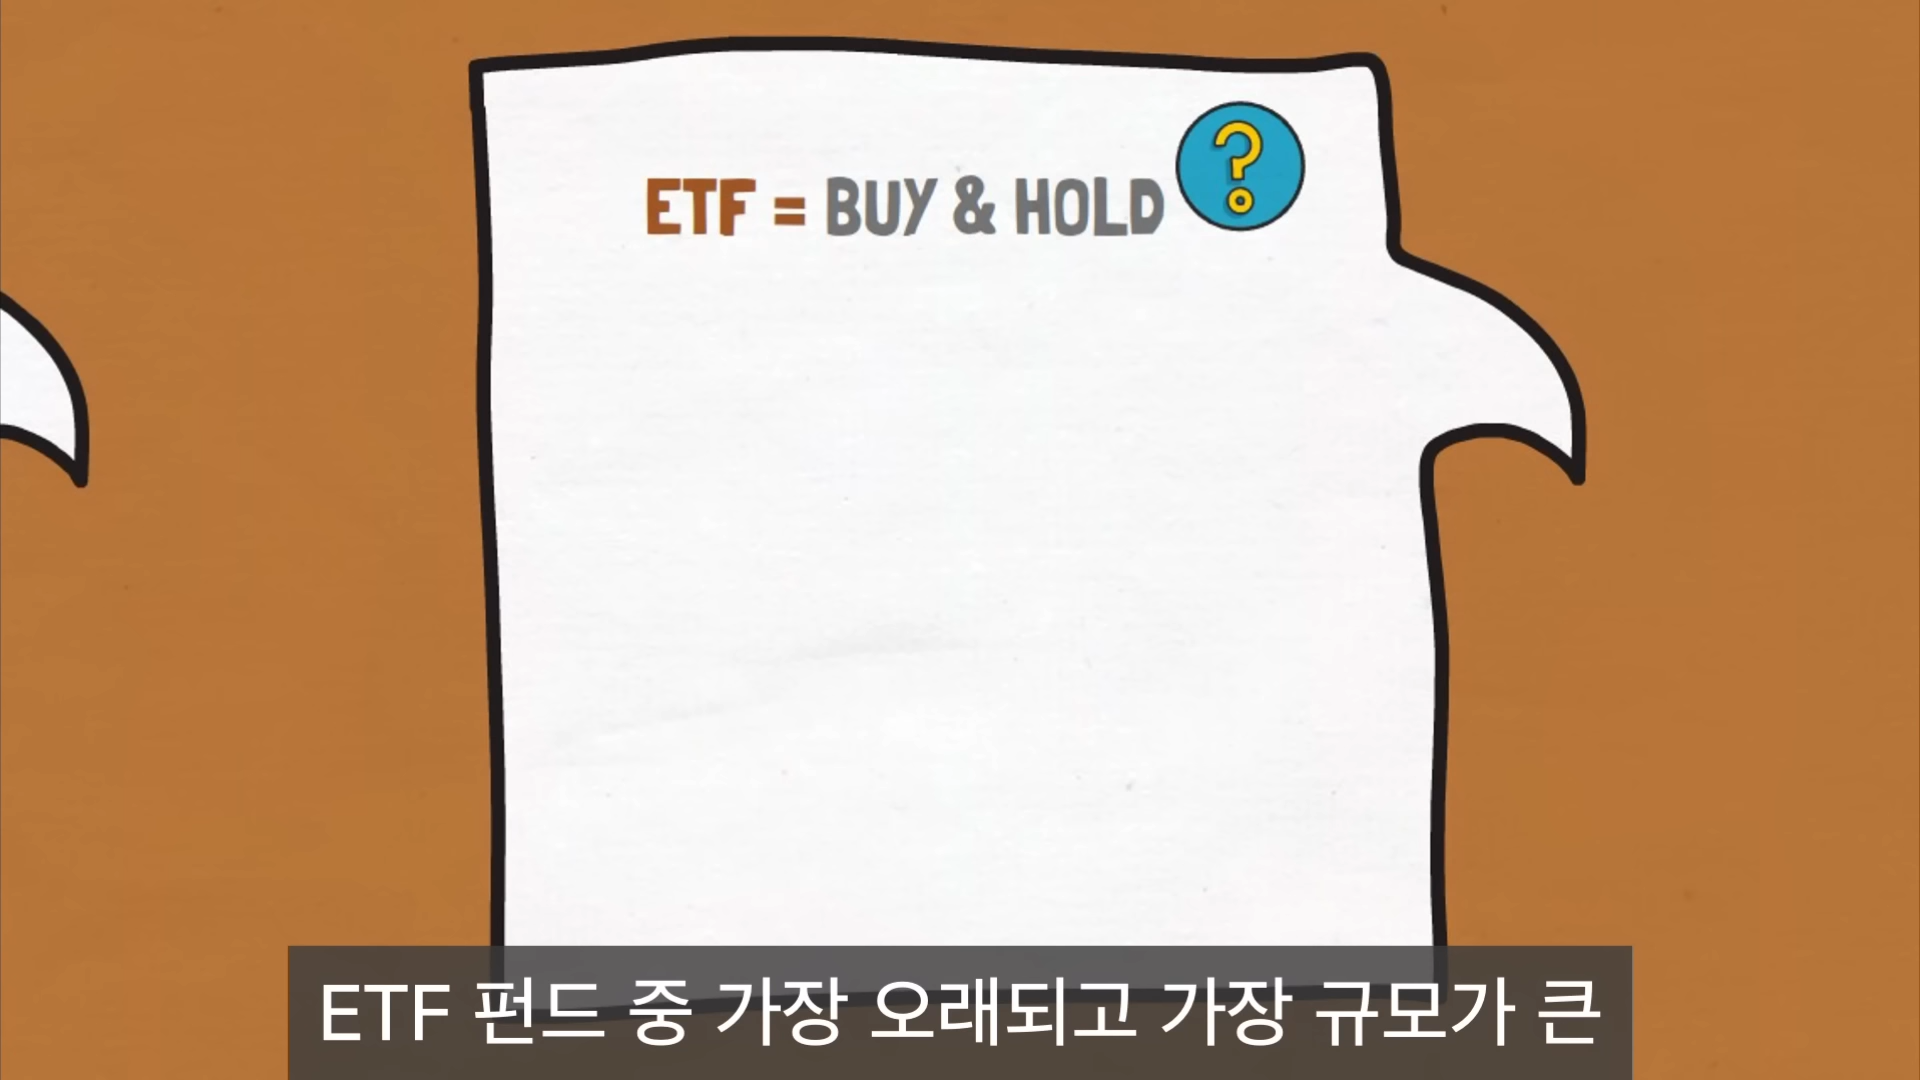 ETF = BUY & HOLD ?
ETF 펀드 중 가장 오래되고 가장 규모가 큰